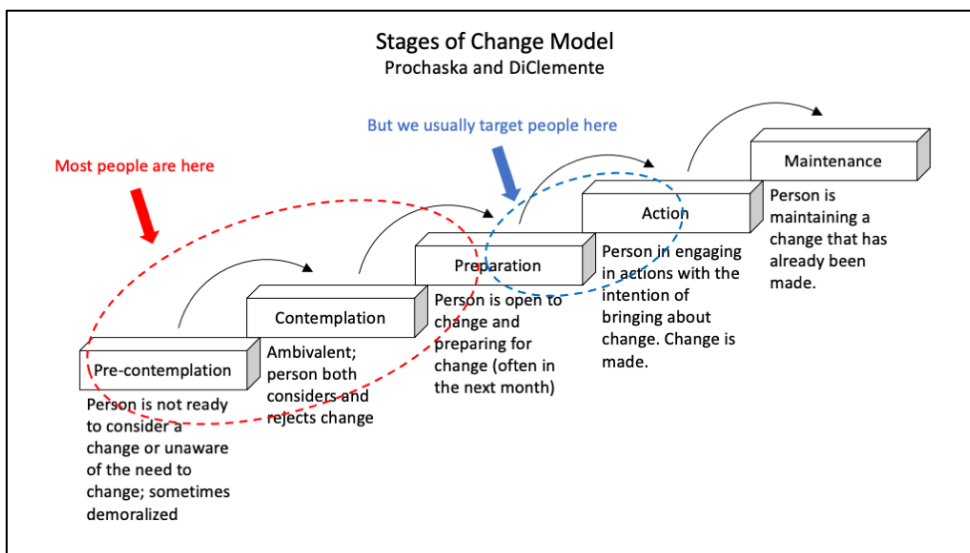 Stages of Change Model
Prochaska and DiClemente
But we usually target people here
Most people are here
Maintenance
Person is
maintaining a
change that has
already been
made.
Action
Person in engaging
in actions with the
intention of
bringing about
change. Change is
made.
Preparation
Person is open to
change and
preparing for
change (often in
the next month)
Contemplation
Ambivalent;
person both
considers and
rejects change
Pre-contemplation
Person is not ready
to consider a
change or unaware
of the need to
change; sometimes
demoralized